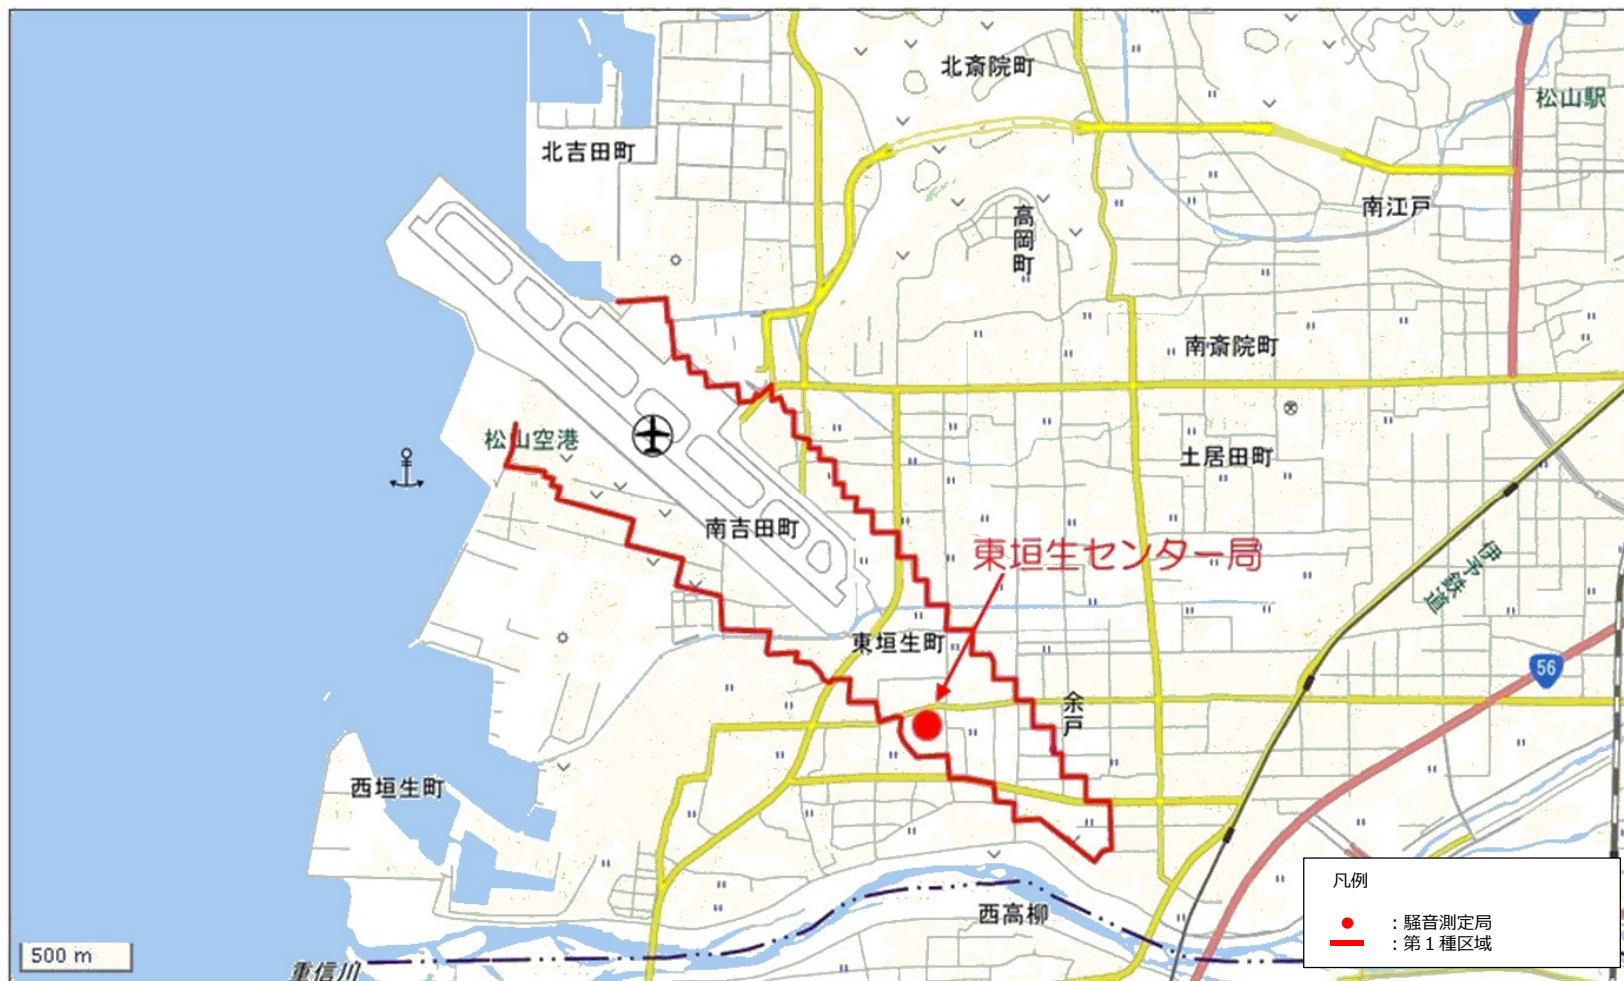 北斎院町
松山駅
北吉田町
高岡町
南江戸
南斎院町
松山空港
土居田町
南吉田町
東垣生センター局
伊予鉄道
東垣生町
56
余戸
西垣生町
西高柳
500 m
重信川
凡例
：騒音測定局
：第１種区域